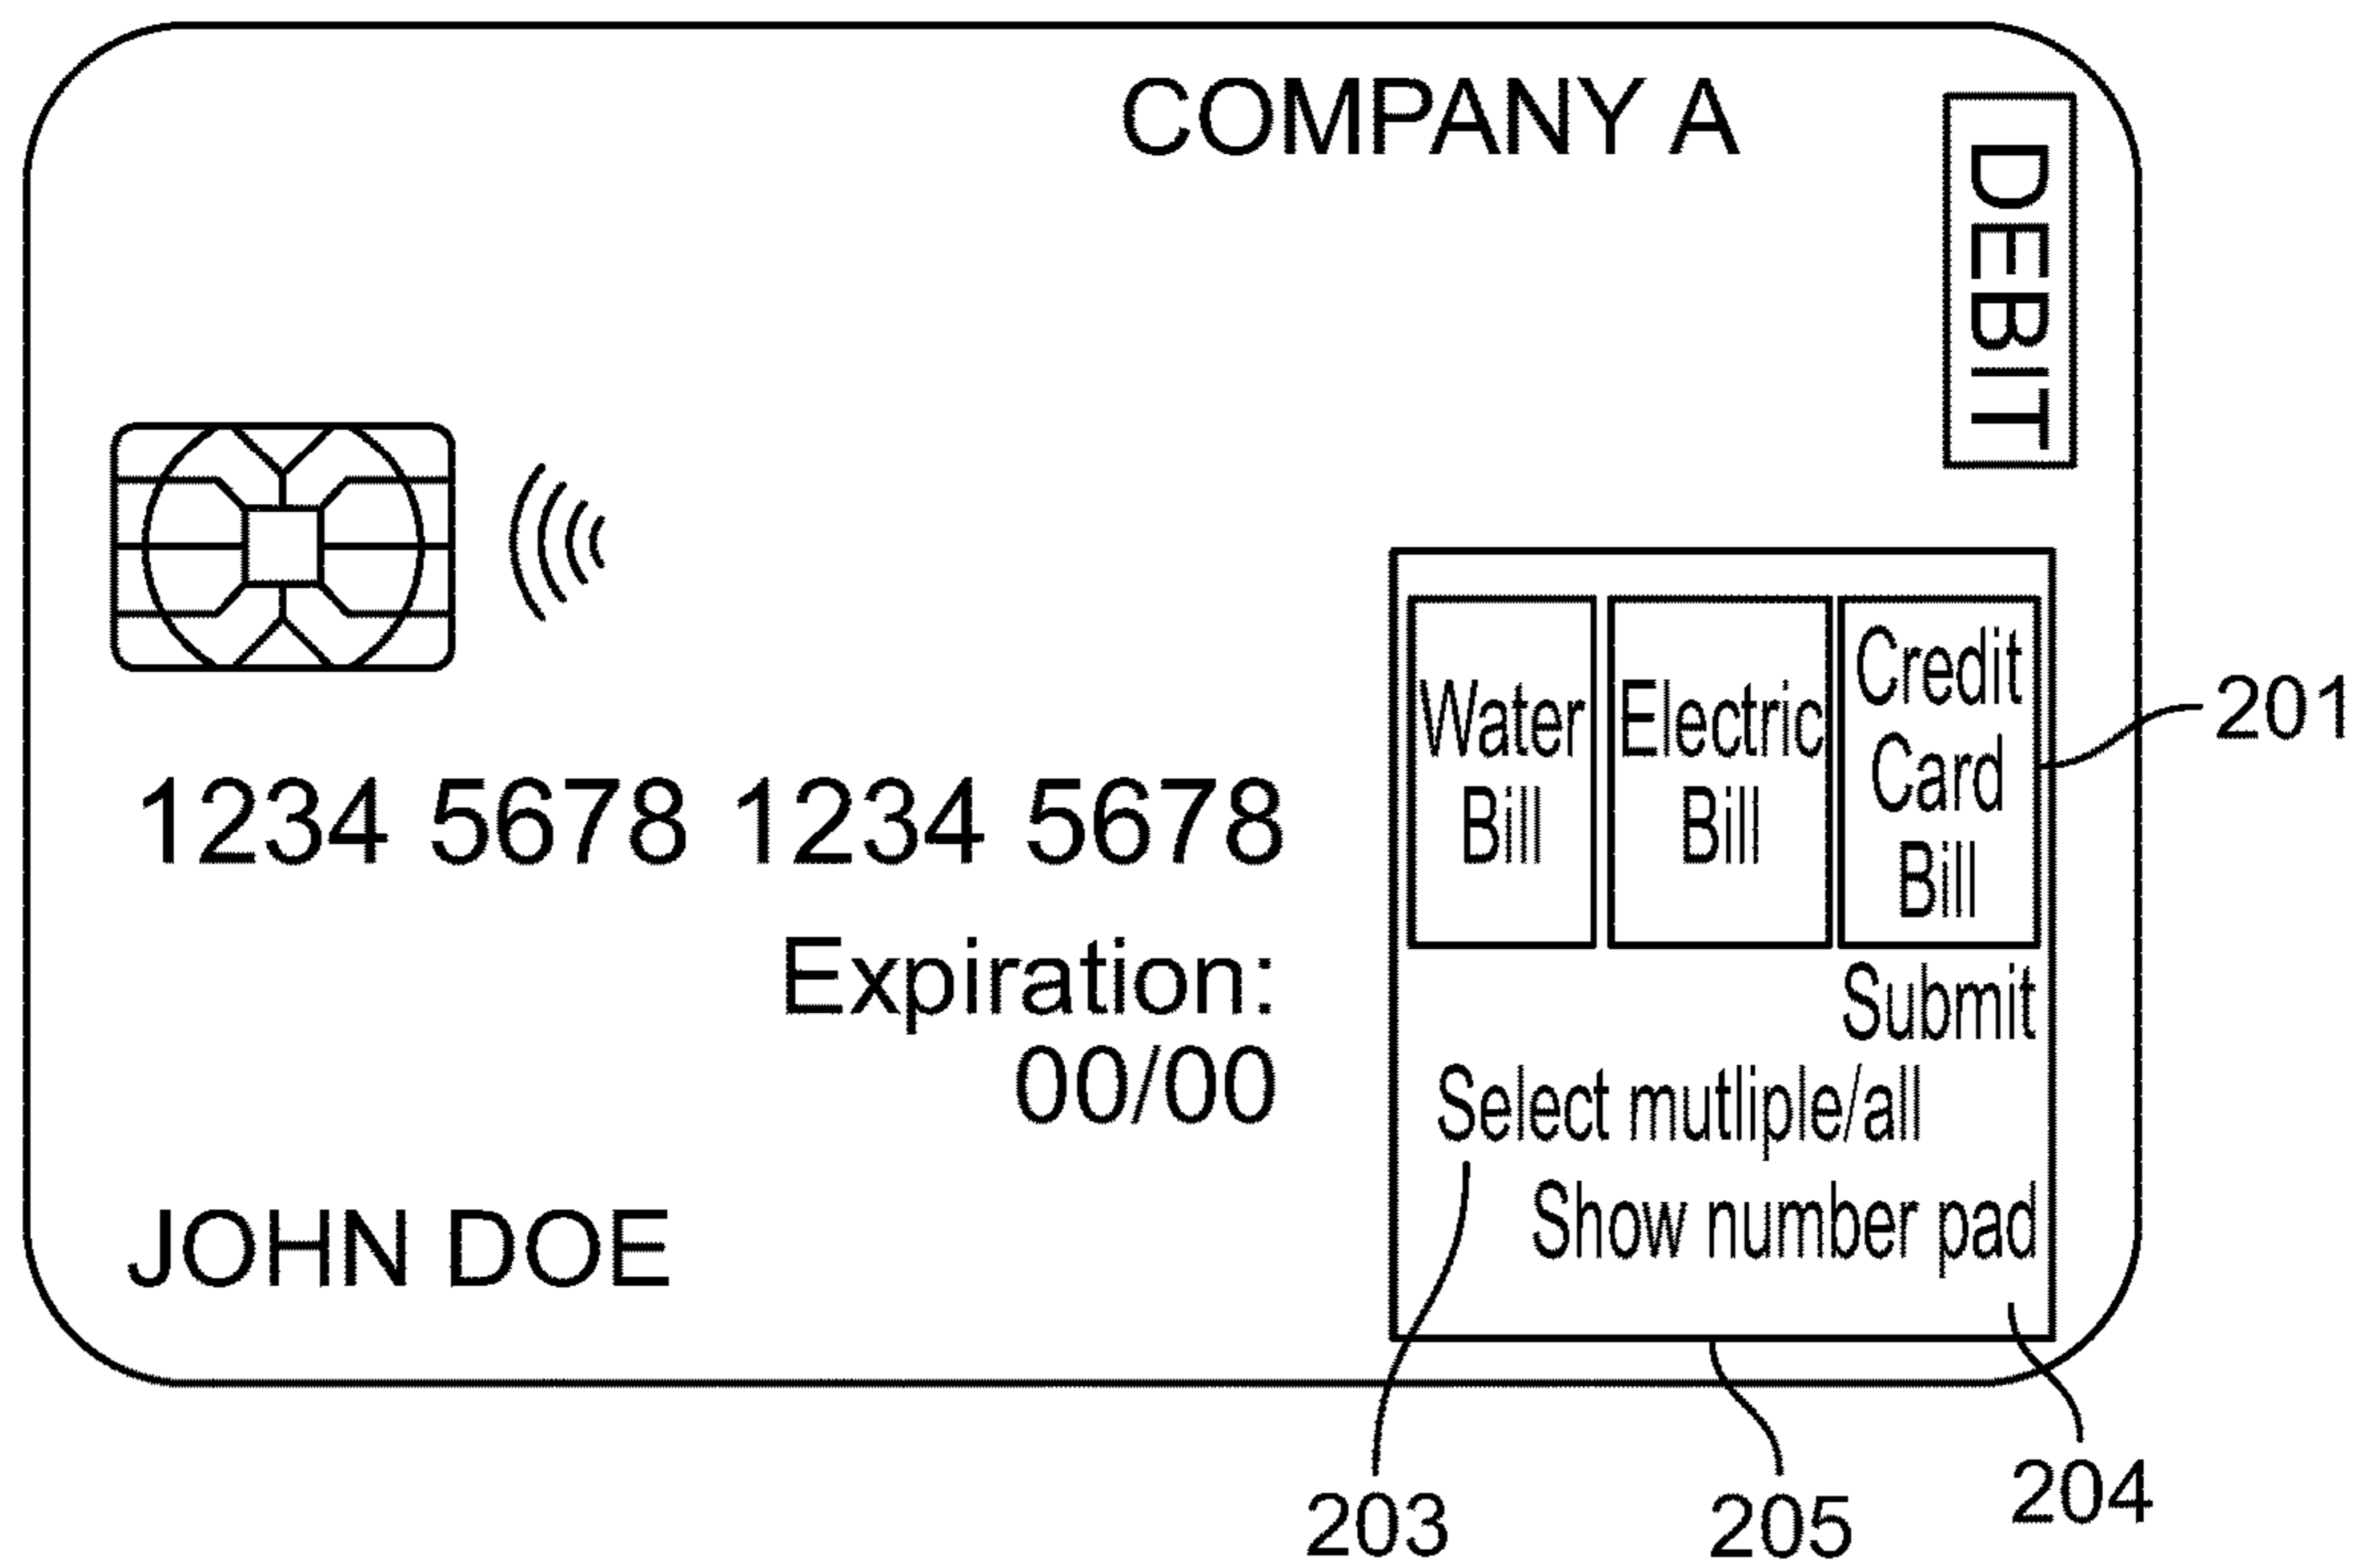 COMPANY A
DEBIT
1234 5678 1234 5678
Expiration:
00/00
JOHN DOE
Water
Bill
Electric
Bill
Credit
Card
Bill
Submit
Select mutliple/all
Show number pad
201
203
205
204